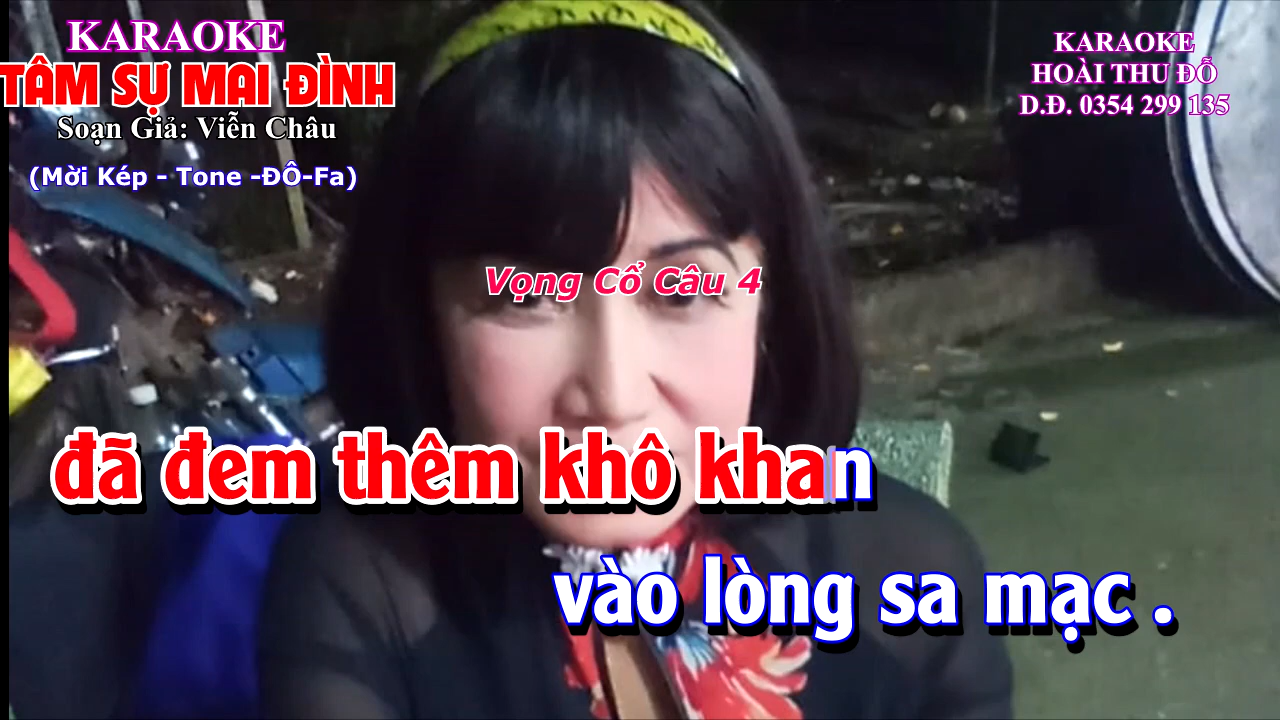 KARAOKE
TÂM SỰ MAI ĐÌNH
Soạn Giả: Viễn Châu
(Mời Kép - Tone -ĐÔ-Fa)
KARAOKE
HOÀI THU ĐỖ
D.Đ. 0354 299 135
Vọng Cổ Câu 4
đã đem thêm khô khan
vào lòng sa mạc .